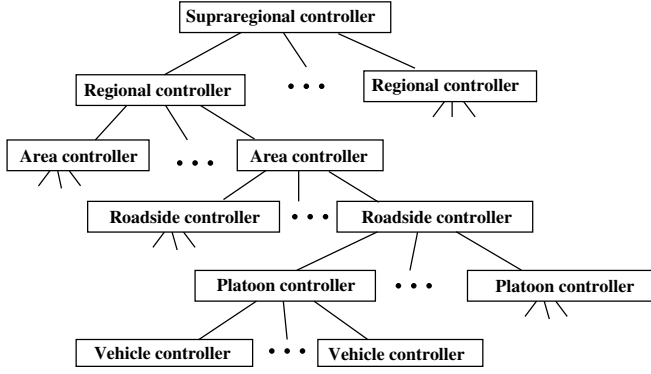 Supraregional controller
Regional controller
Regional controller
Area controller
Area controller
Roadside controller
Roadside controller
Platoon controller
Platoon controller
Vehicle controller
Vehicle controller